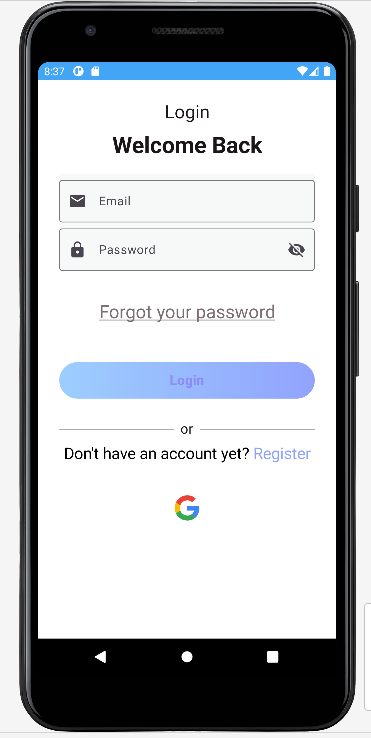 8:37
Login
Welcome Back
Email
Password
Forgot your password
Login
or
Don't have an account yet? Register